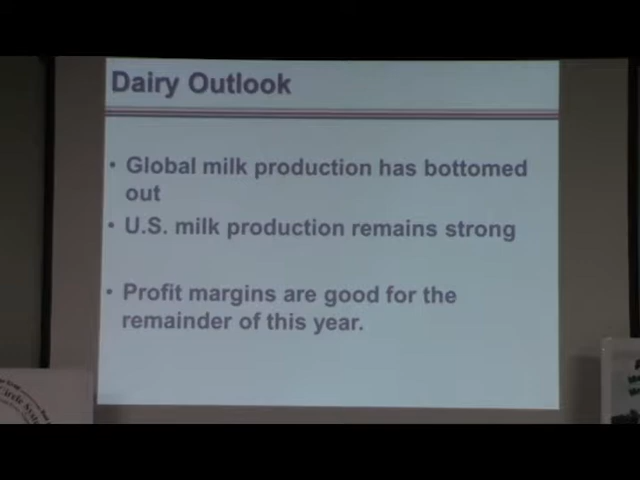 Dairy Outlook
• Global milk production has bottomed
out
• U.S. milk production remains strong
• Profit margins are good for the
remainder of this year.